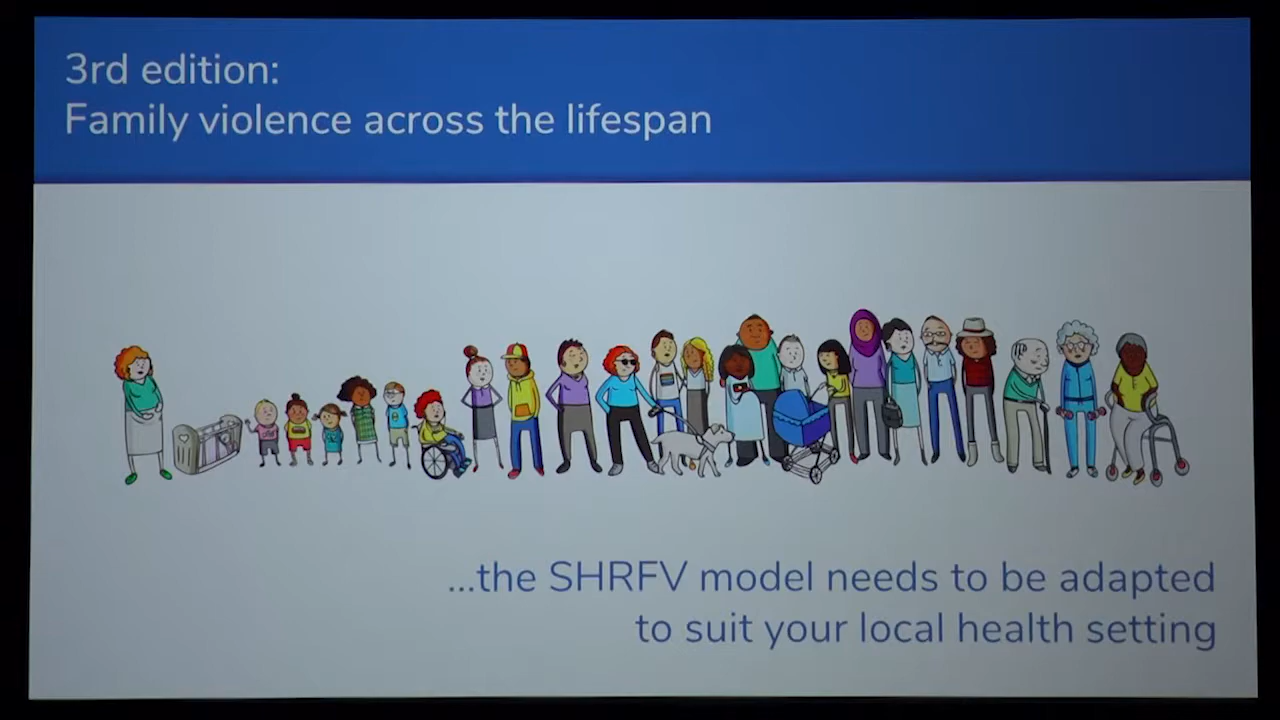 3rd edition:
Family violence across the lifespan
...the SHRFV model needs to be adapted
to suit your local health setting